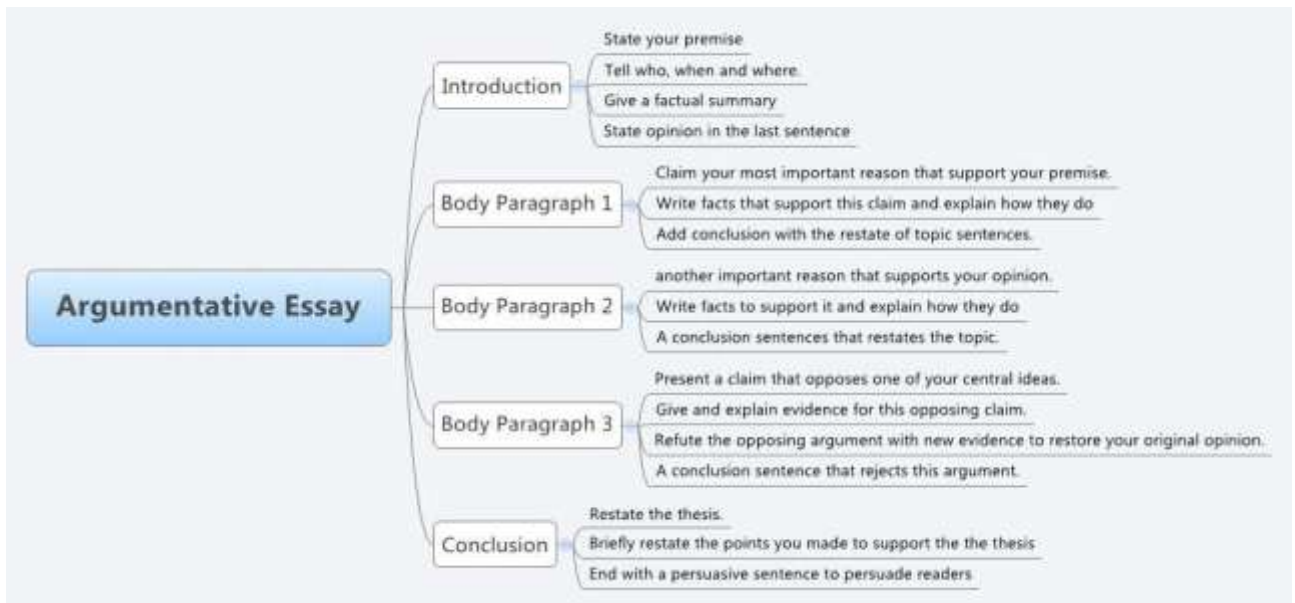 Argumentative Essay
Introduction
State your premise
Tell who, when and where.
Give a factual summary
State opinion in the last sentence
Body Paragraph 1
Claim your most important reason that support your premise.
Write facts that support this claim and explain how they do
Add conclusion with the restate of topic sentences.
Body Paragraph 2
another important reason that supports your opinion.
Write facts to support it and explain how they do
A conclusion sentences that restates the topic.
Body Paragraph 3
Present a claim that opposes one of your central ideas.
Give and explain evidence for this opposing claim.
Refute the opposing argument with new evidence to restore your original opinion.
A conclusion sentence that rejects this argument.
Conclusion
Restate the thesis.
Briefly restate the points you made to support the the thesis
End with a persuasive sentence to persuade readers